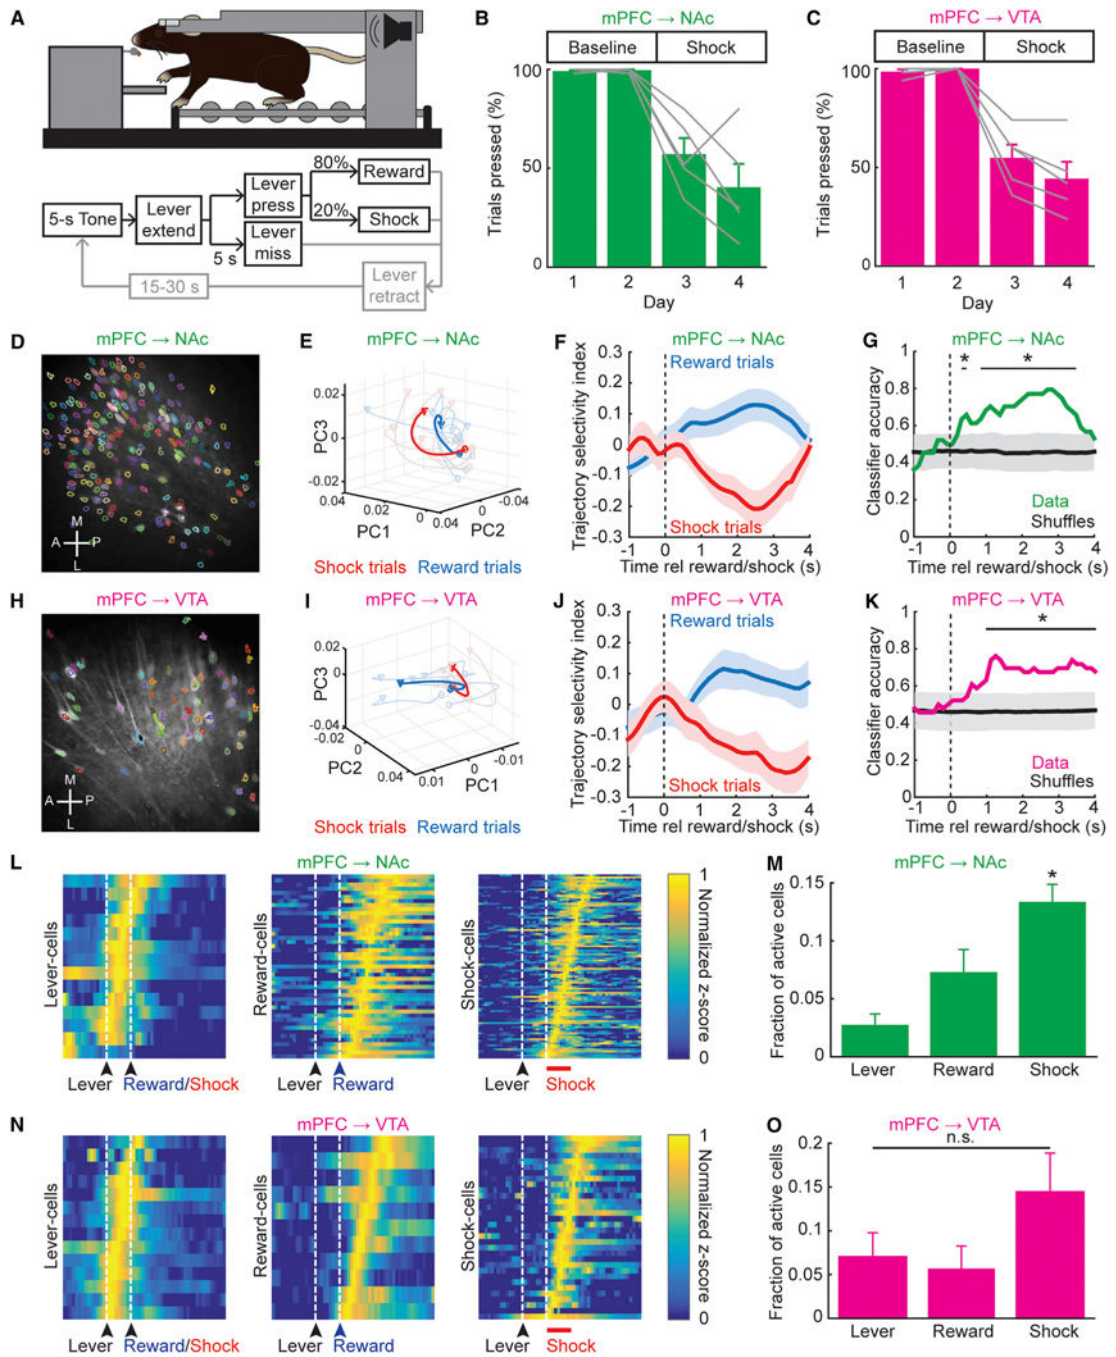 A
5-s Tone
Lever extend
Lever press
80%
Reward
20%
Shock
5 s
Lever miss
15-30 s
Lever retract
B
mPFC → NAc
Baseline
Shock
Trials pressed (%)
100
50
0
1 2 3 4
Day
C
mPFC → VTA
Baseline
Shock
Trials pressed (%)
100
50
0
1 2 3 4
Day
D
mPFC → NAc
M
A P
L
E
mPFC → NAc
PC3
0.02
0
-0.02
0.04
0
PC1
0.04
0
-0.04
PC2
Shock trials
Reward trials
F
mPFC → NAc
Reward trials
Trajectory selectivity index
0.3
0.2
0.1
0
-0.1
-0.2
-0.3
Shock trials
-1 0 1 2 3 4
Time rel reward/shock (s)
G
mPFC → NAc
* *
Classifier accuracy
1
0.8
0.6
0.4
0.2
0
Data
Shuffles
-1 0 1 2 3 4
Time rel reward/shock (s)
H
mPFC → VTA
M
A P
L
I
mPFC → VTA
PC3
0.02
0
-0.04
-0.02
0
0.04
PC2
0.01
-0.01
PC1
Shock trials
Reward trials
J
mPFC → VTA
Reward trials
Trajectory selectivity index
0.3
0.2
0.1
0
-0.1
-0.2
-0.3
Shock trials
-1 0 1 2 3 4
Time rel reward/shock (s)
K
mPFC → VTA
*
Classifier accuracy
1
0.8
0.6
0.4
0.2
0
Data
Shuffles
-1 0 1 2 3 4
Time rel reward/shock (s)
L
mPFC → NAc
Lever-cells
Lever
Reward/Shock
Reward-cells
Lever
Reward
Shock-cells
Lever
Shock
1
Normalized z-score
0
M
mPFC → NAc
Fraction of active cells
0.15
0.1
0.05
0
*
Lever Reward Shock
N
mPFC → VTA
Lever-cells
Lever
Reward/Shock
Reward-cells
Lever
Reward
Shock-cells
Lever
Shock
1
Normalized z-score
0
O
mPFC → VTA
n.s.
Fraction of active cells
0.2
0.15
0.1
0.05
0
Lever Reward Shock